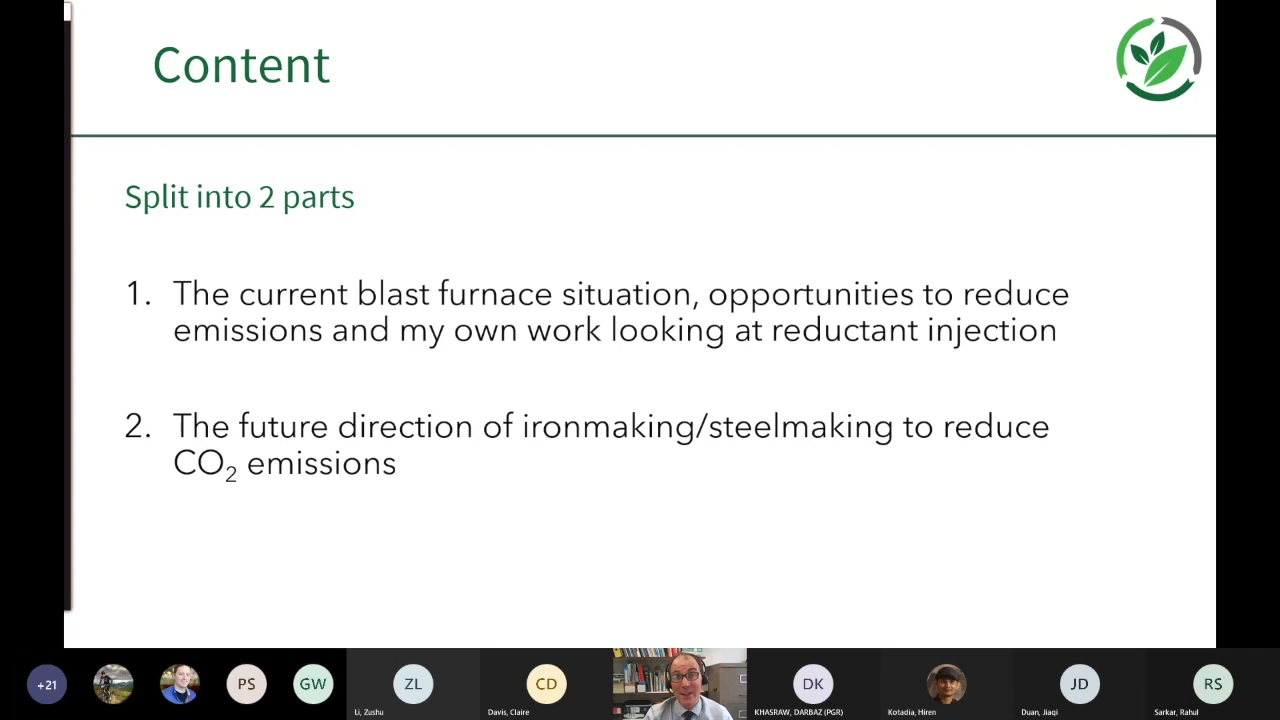 Content
Split into 2 parts
1. The current blast furnace situation, opportunities to reduce
emissions and my own work looking at reductant injection
2. The future direction of ironmaking/steelmaking to reduce
CO₂ emissions
+21
PS
GW
ZL
Li, Zushu
CD
Davis, Claire
DK
KHASRAW, DARBAZ (PGR)
Kotadia, Hiren
JD
Duan, Jiaqi
RS
Sarkar, Rahul